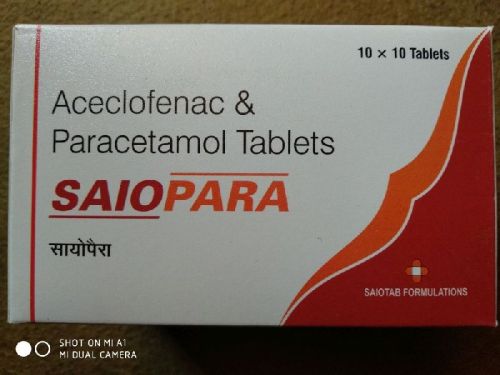 10 × 10 Tablets
Aceclofenac &
Paracetamol Tablets
SAIOPARA
सायोपैरा
SAIOTAB FORMULATIONS
SHOT ON MI A1
MI DUAL CAMERA